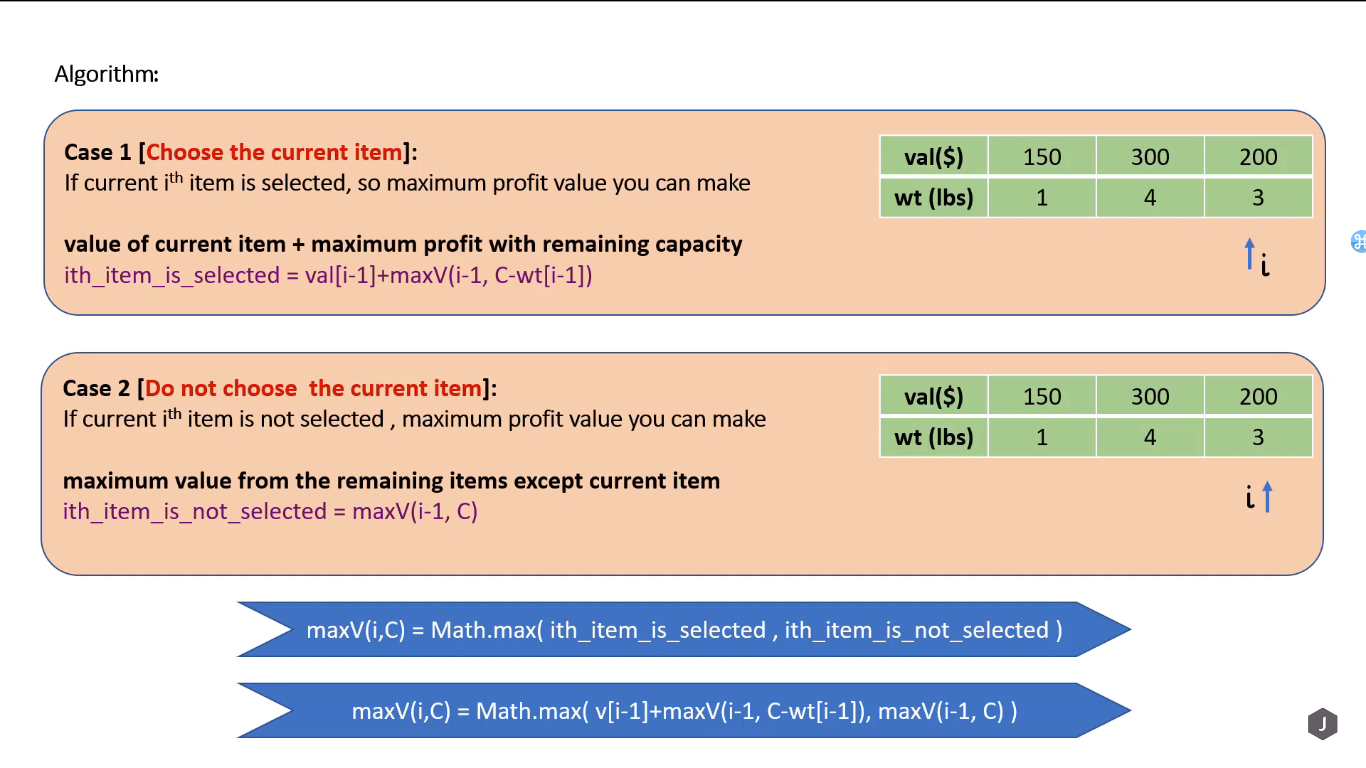 Algorithm:
Case 1 [Choose the current item]:
If current ith item is selected, so maximum profit value you can make
value of current item + maximum profit with remaining capacity
ith_item_is_selected = val[i-1]+maxV(i-1, C-wt[i-1])
val($) 150 300 200
wt (lbs) 1 4 3
i
Case 2 [Do not choose  the current item]:
If current ith item is not selected , maximum profit value you can make
maximum value from the remaining items except current item
ith_item_is_not_selected = maxV(i-1, C)
val($) 150 300 200
wt (lbs) 1 4 3
i
maxV(i,C) = Math.max( ith_item_is_selected , ith_item_is_not_selected )
maxV(i,C) = Math.max( v[i-1]+maxV(i-1, C-wt[i-1]), maxV(i-1, C) )
J